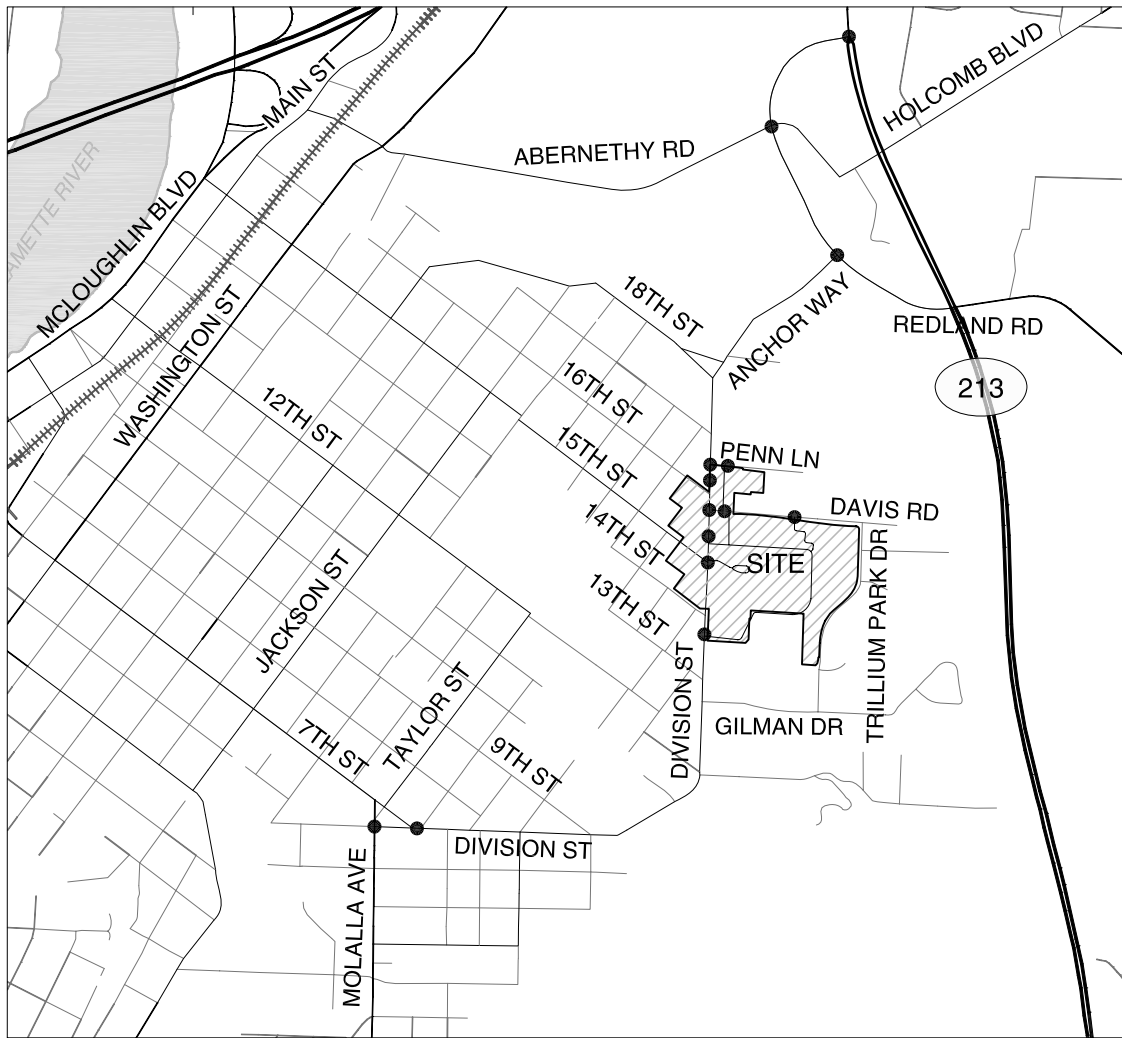 MAIN ST
HOLCOMB BLVD
ABERNETHY RD
AMETTE RIVER
MCLOUGHLIN BLVD
18TH ST
ANCHOR WAY
REDLAND RD
WASHINGTON ST
213
12TH ST
16TH ST
15TH ST
PENN LN
14TH ST
DAVIS RD
SITE
13TH ST
JACKSON ST
TRILLIUM PARK DR
TAYLOR ST
DIVISION ST
7TH ST
9TH ST
GILMAN DR
DIVISION ST
MOLALLA AVE